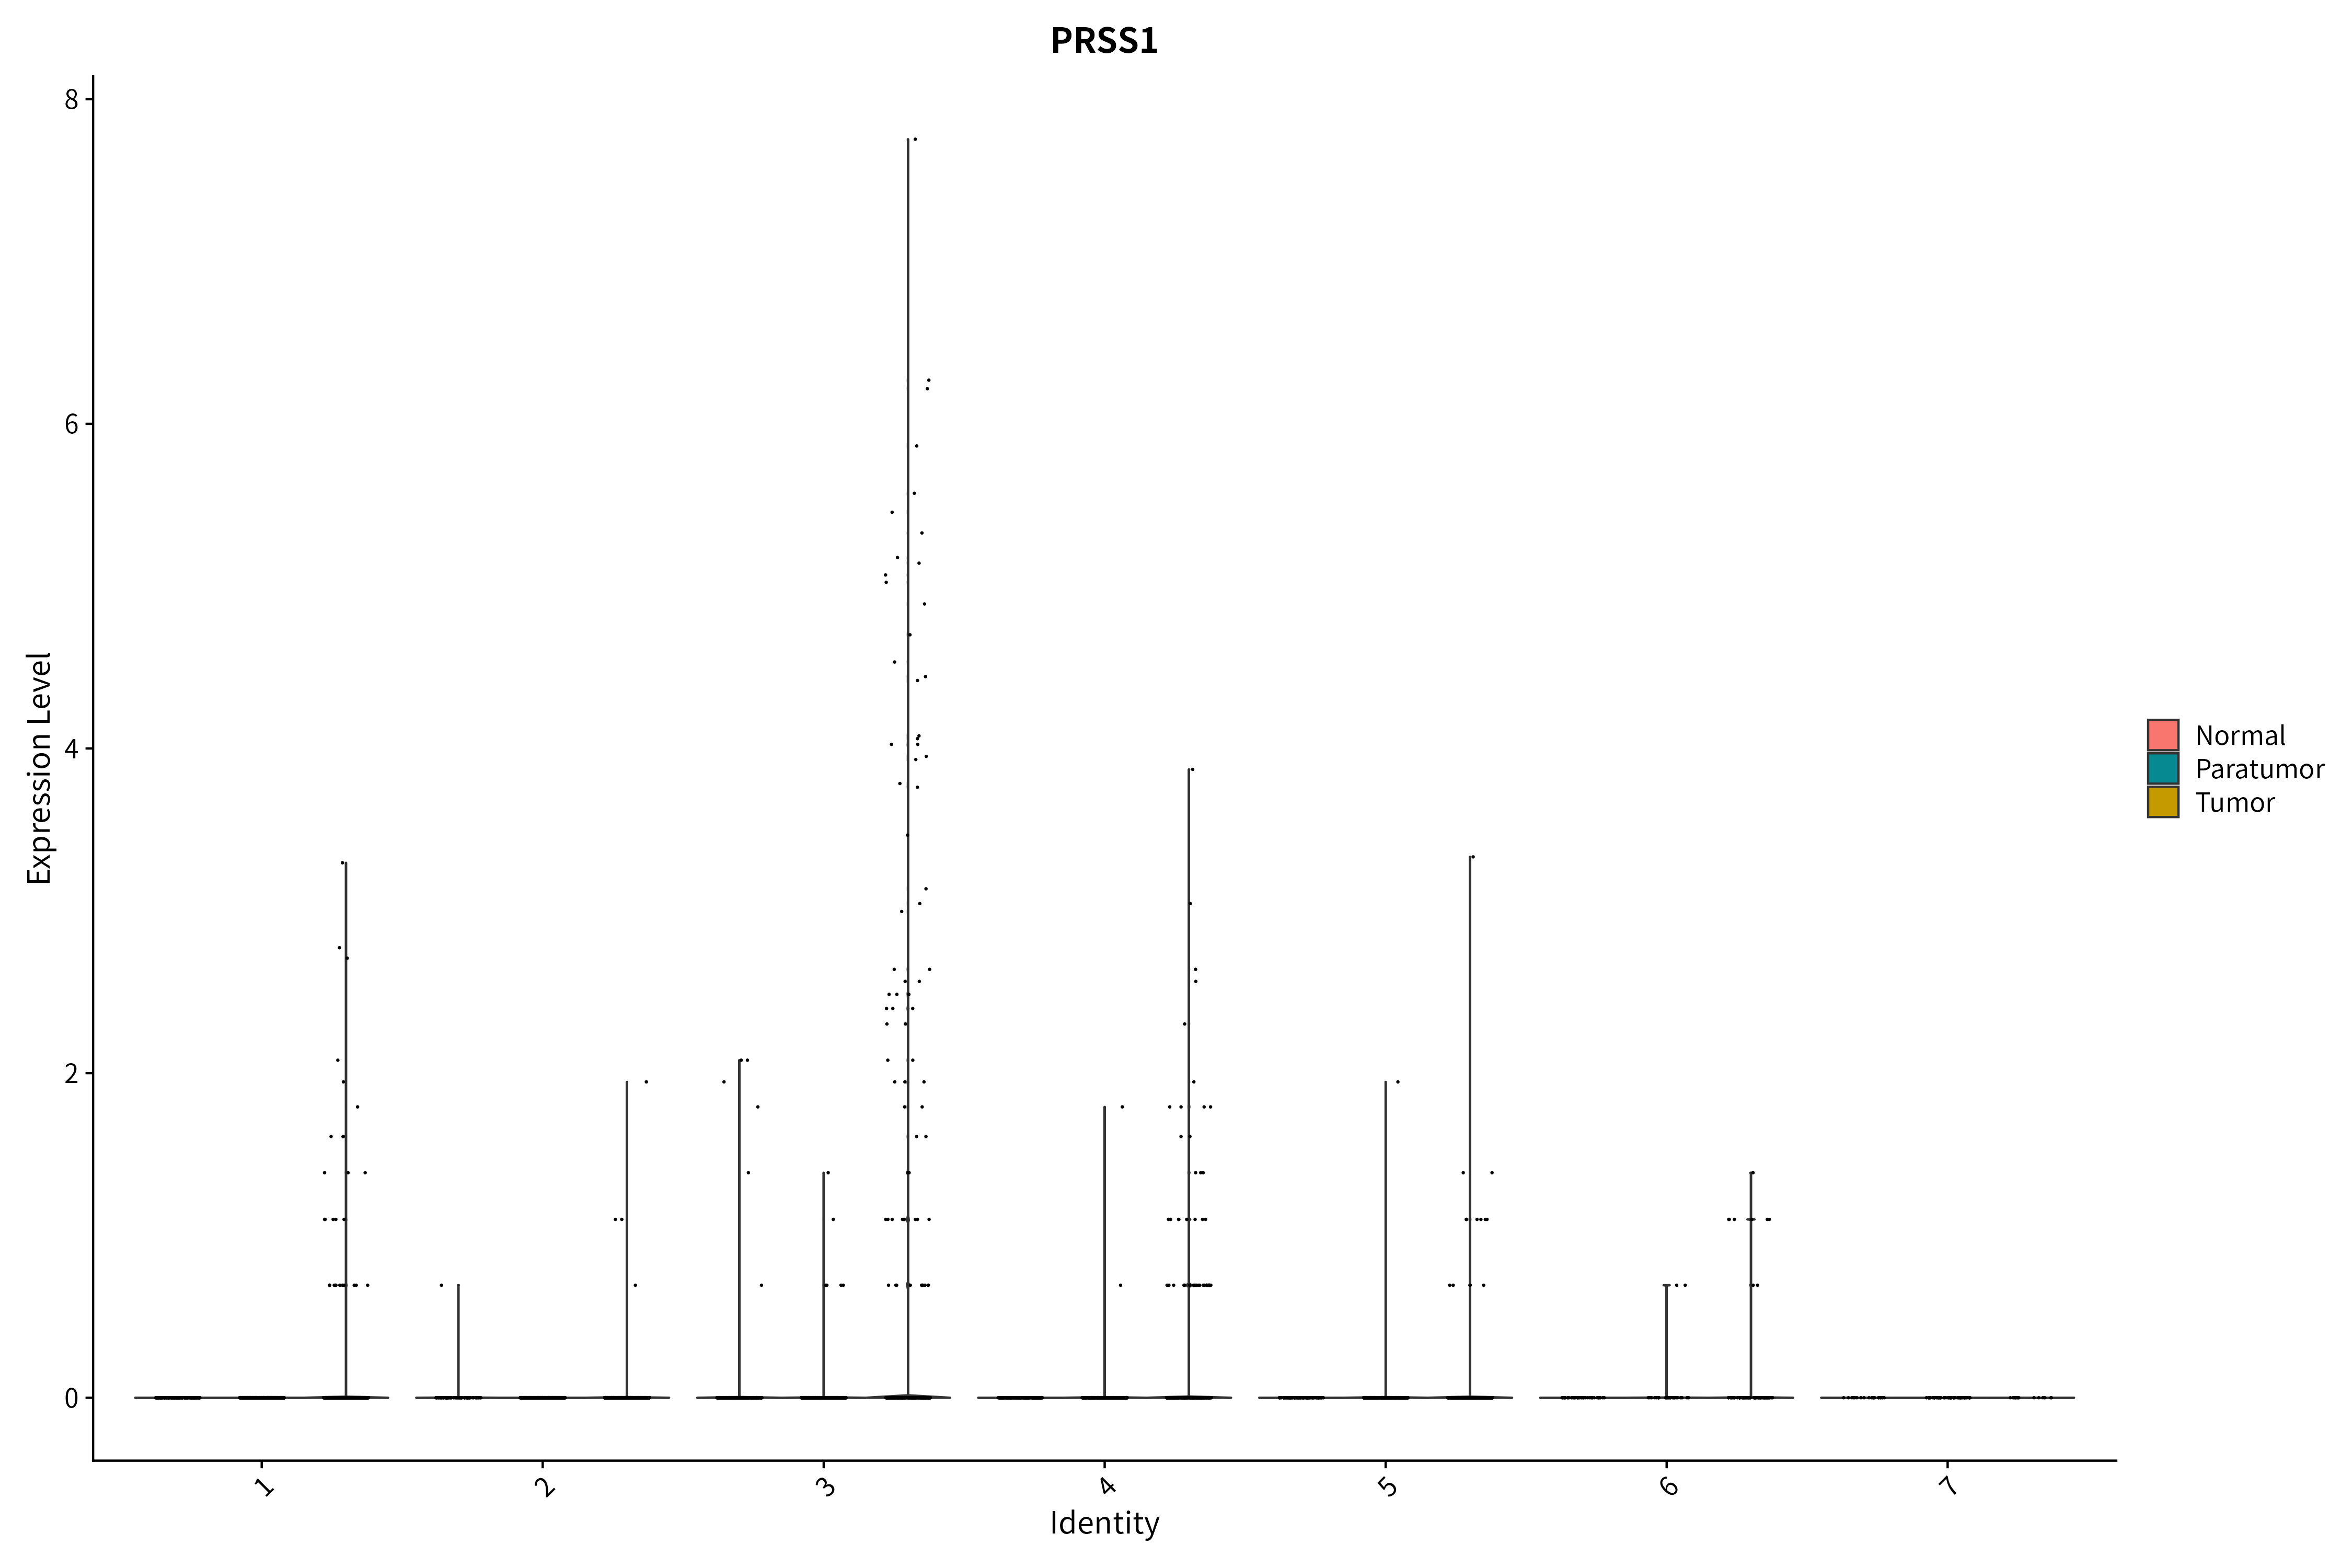 PRSS1
8
6
4
2
0
Expression Level
1
2
3
4
5
6
7
Identity
Normal
Paratumor
Tumor